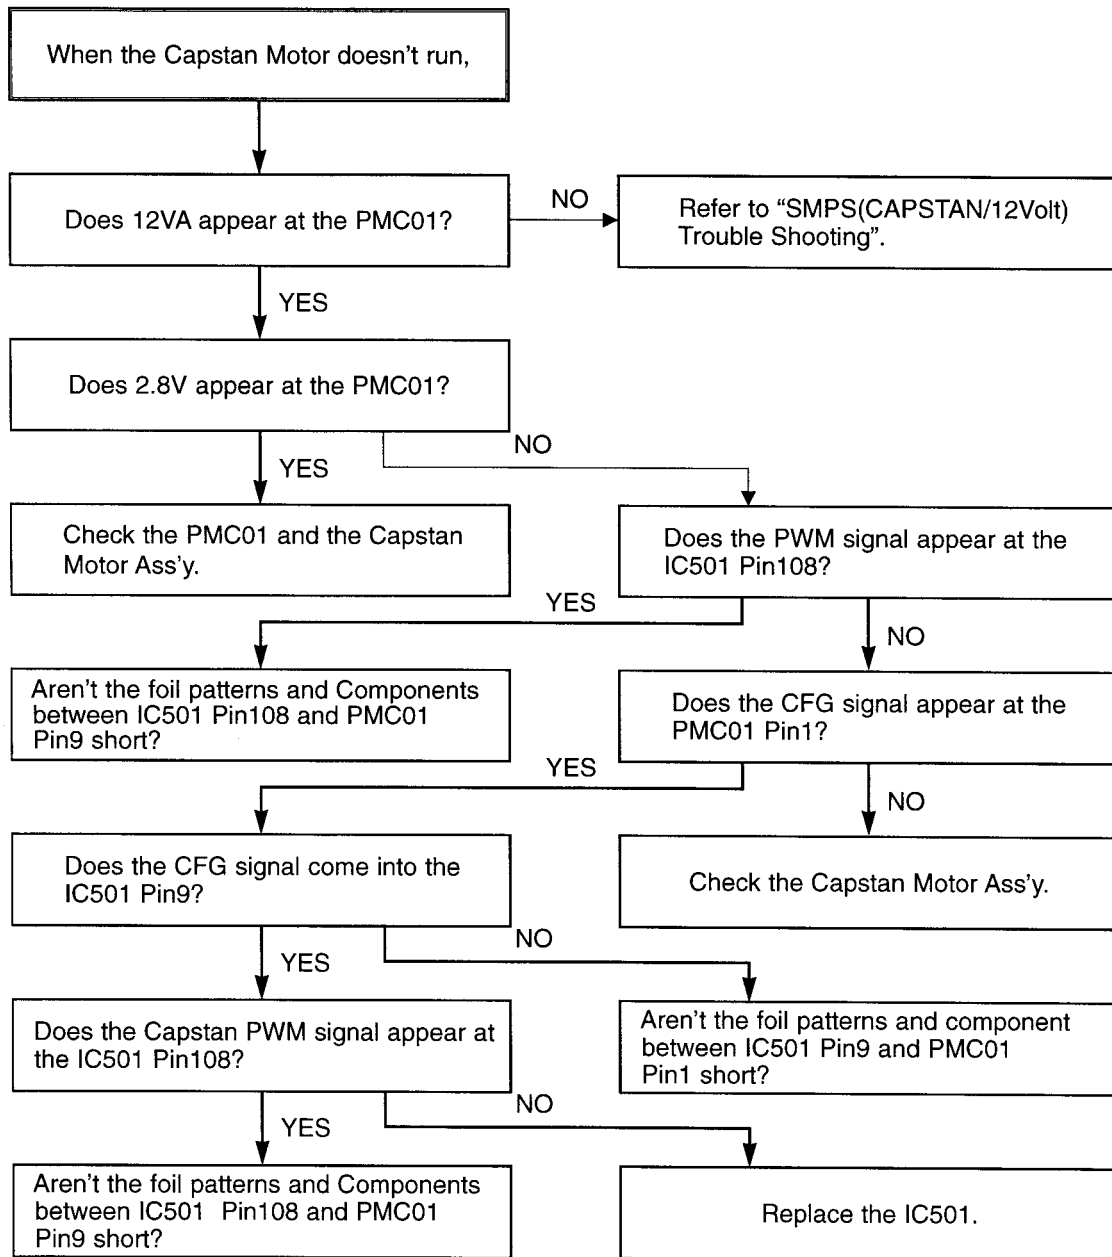 When the Capstan Motor doesn't run,
Does 12VA appear at the PMC01?
NO
Refer to “SMPS(CAPSTAN/12Volt)
Trouble Shooting”.
YES
Does 2.8V appear at the PMC01?
NO
YES
Check the PMC01 and the Capstan
Motor Ass'y.
Does the PWM signal appear at the
IC501 Pin108?
YES
NO
Aren't the foil patterns and Components
between IC501 Pin108 and PMC01
Pin9 short?
Does the CFG signal appear at the
PMC01 Pin1?
YES
NO
Does the CFG signal come into the
IC501 Pin9?
Check the Capstan Motor Ass'y.
NO
YES
Does the Capstan PWM signal appear at
the IC501 Pin108?
Aren't the foil patterns and component
between IC501 Pin9 and PMC01
Pin1 short?
NO
YES
Aren't the foil patterns and Components
between IC501 Pin108 and PMC01
Pin9 short?
Replace the IC501.